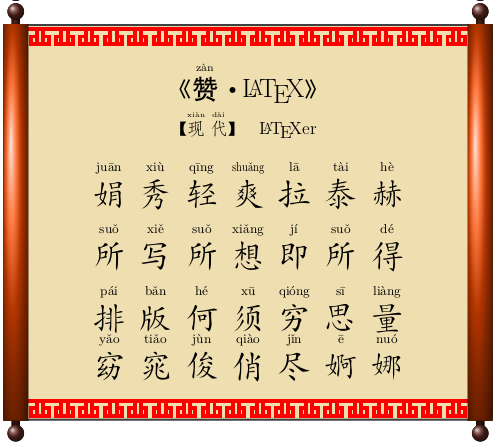 zàn
《赞·LATEX》
xiàn dài
【现代】 LATEXer
juān xiù qīng shuǎng lā tài hè
娟秀轻爽拉泰赫
suǒ xiě suǒ xiǎng jí suǒ dé
所写所想即所得
pái bǎn hé xū qióng sī liàng
排版何须穷思量
yǎo tiǎo jùn qiào jǐn ē nuó
窈窕俊俏尽婀娜